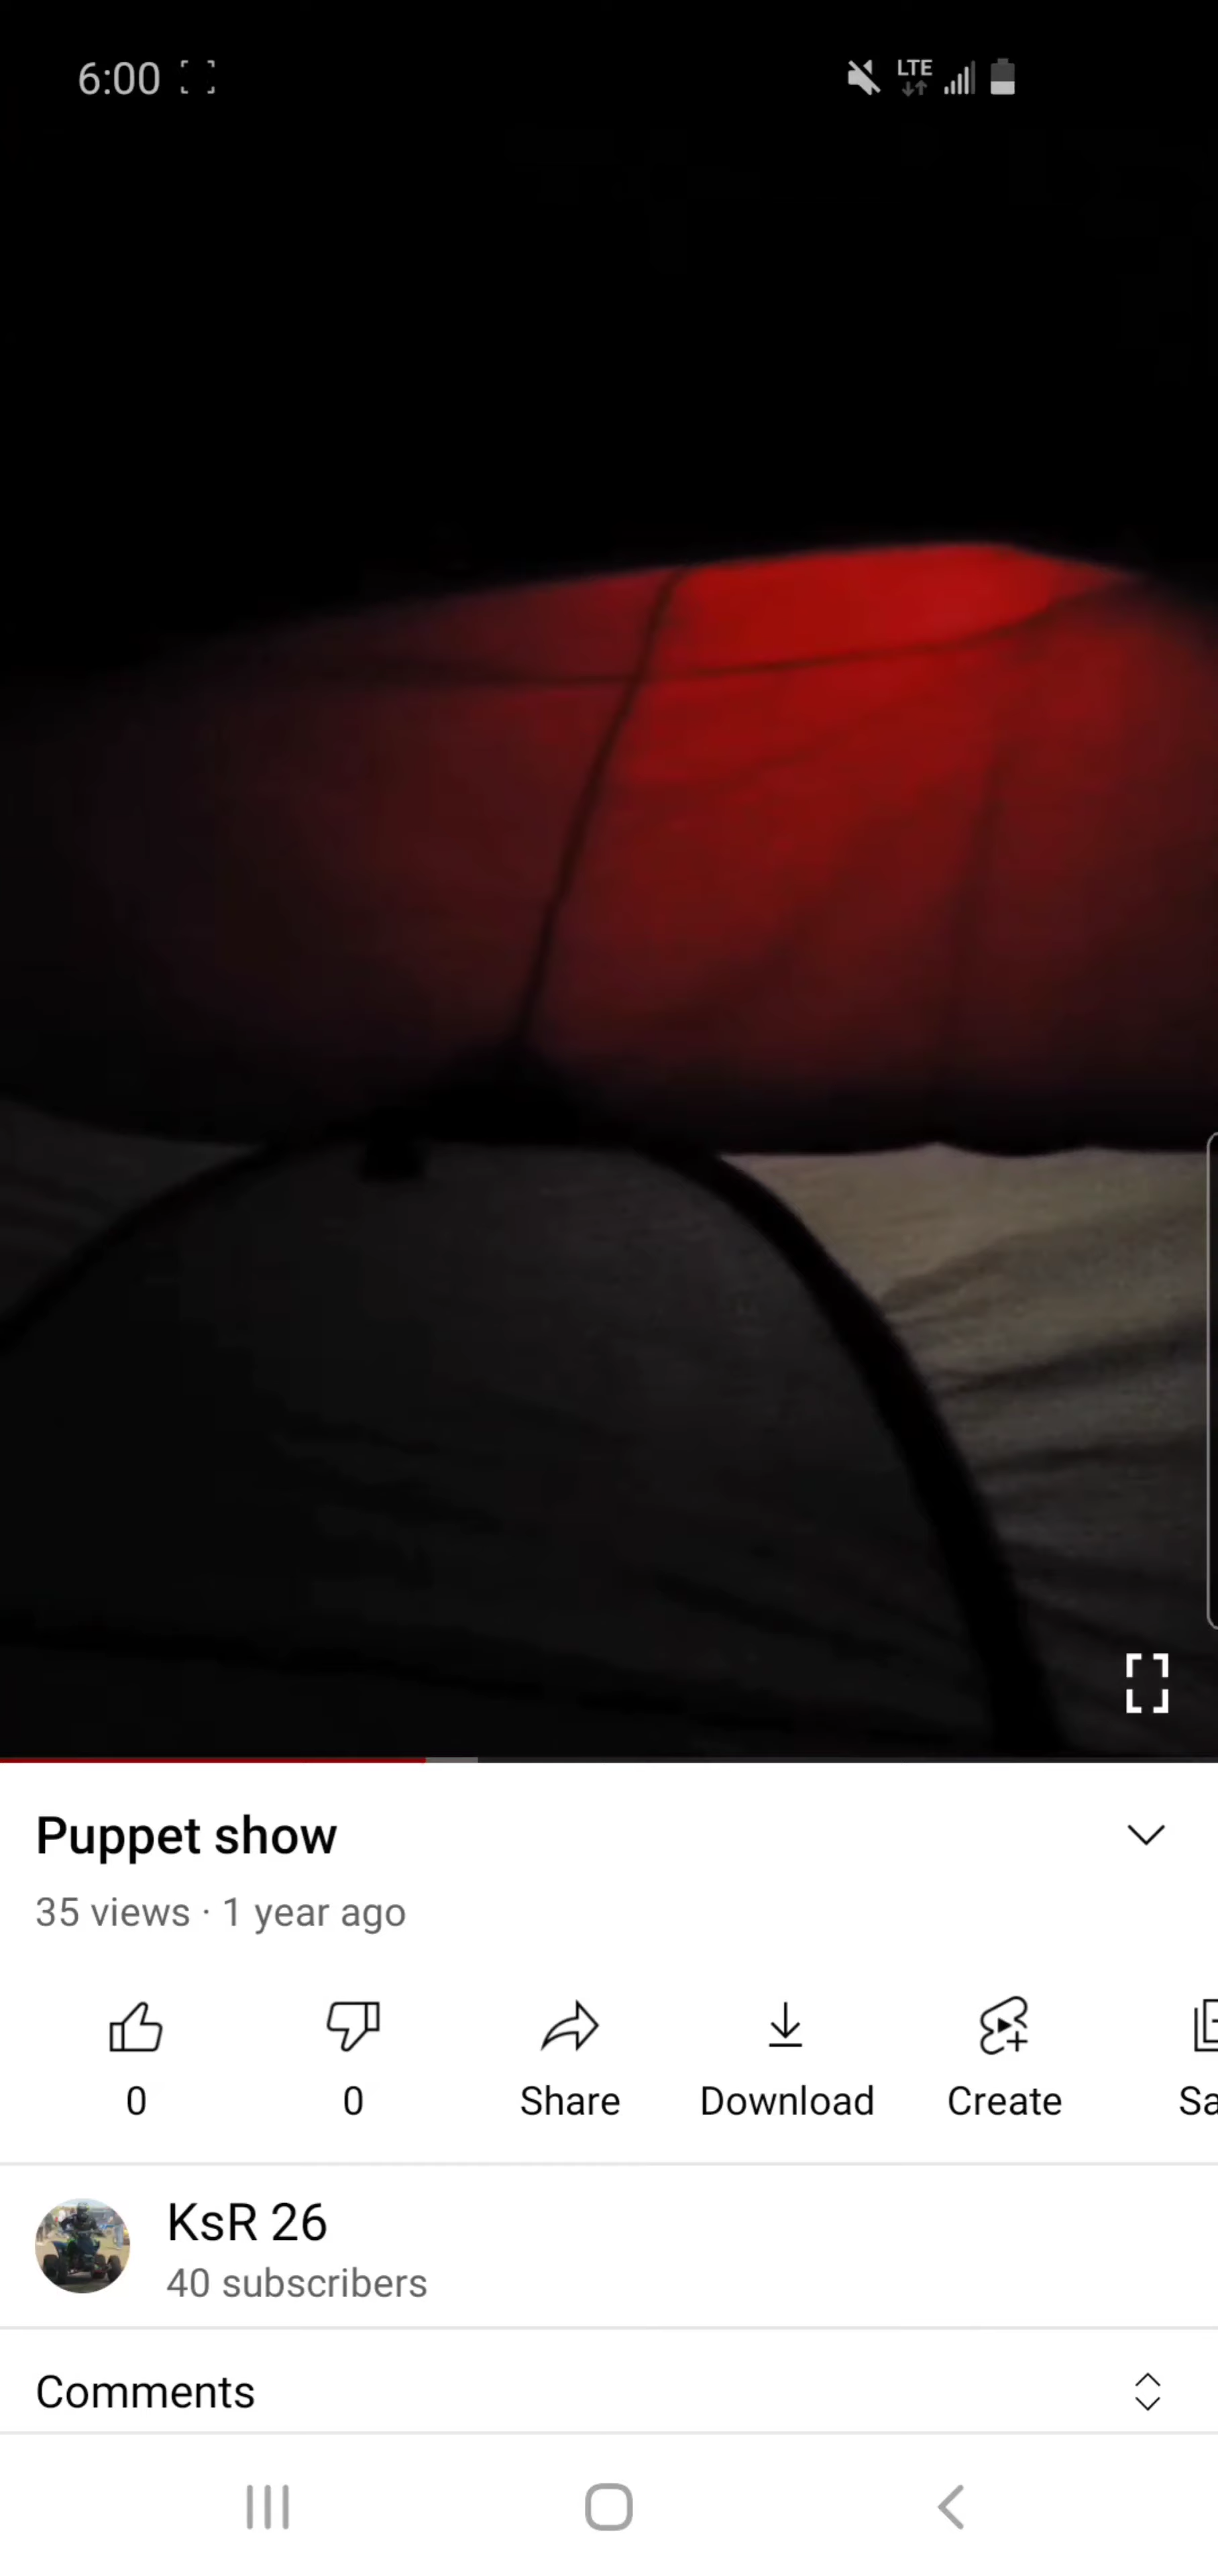 6:00
LTE
Puppet show
35 views · 1 year ago
0
0
Share
Download
Create
Sa
KsR 26
40 subscribers
Comments